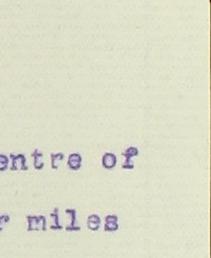 entre of
r miles